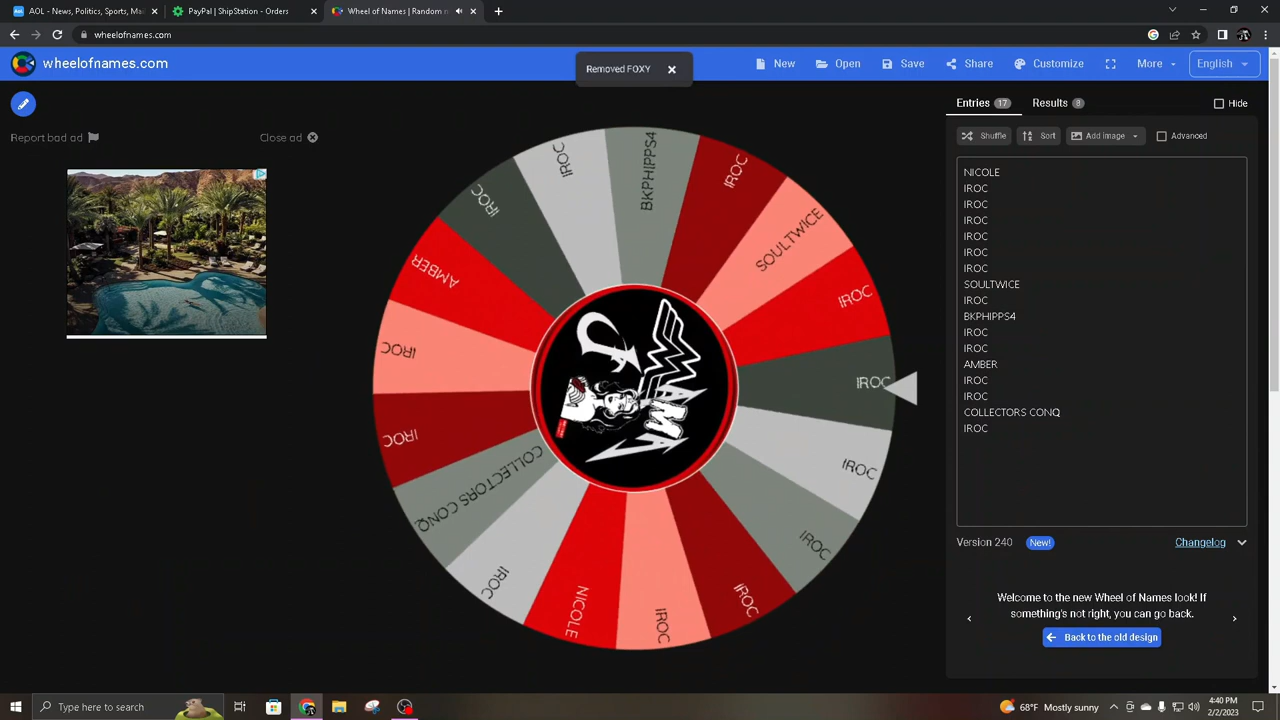 AOL - News, Politics, Sports, Mai
PayPal | ShipStation - Orders
Wheel of Names | Random n
wheelofnames.com
wheelofnames.com
Removed FOXY
New
Open
Save
Share
Customize
More
English
Report bad ad
Close ad
Entries 17
Results 8
Hide
Shuffle
Sort
Add image
Advanced
NICOLE
IROC
IROC
IROC
IROC
IROC
IROC
SOULTWICE
IROC
BKPHIPPS4
IROC
IROC
AMBER
IROC
IROC
COLLECTORS CONQ
IROC
IROC
BKPHIPPS4
IROC
SOULTWICE
IROC
IROC
IROC
IROC
IROC
IROC
NICOLE
IROC
COLLECTORS CONQ
IROC
IROC
AMBER
IROC
Version 240
New!
Changelog
Welcome to the new Wheel of Names look! If
something's not right, you can go back.
Back to the old design
Type here to search
68°F Mostly sunny
4:40 PM
2/2/2023